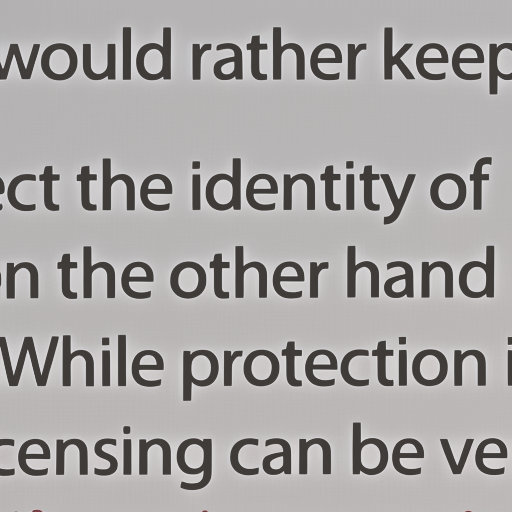 would rather keep
ect the identity of
on the other hand
While protection i
censing can be ve